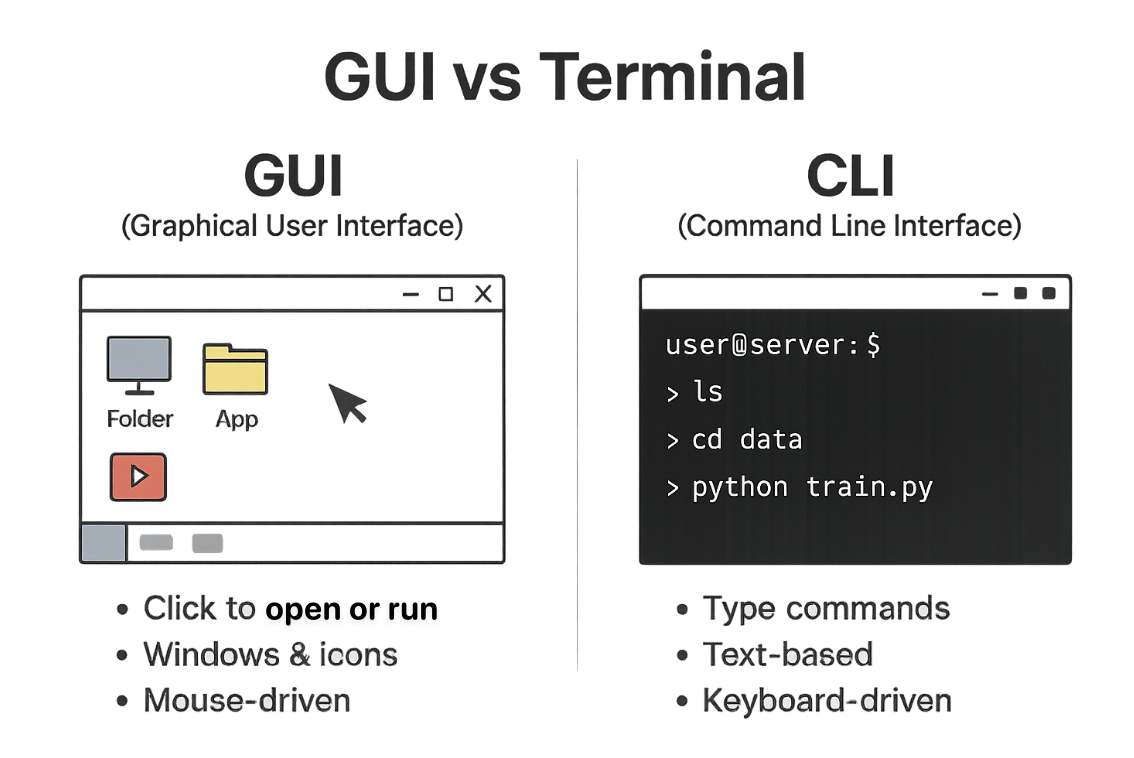 GUI vs Terminal
GUI
(Graphical User Interface)
Folder
App
• Click to open or run
• Windows & icons
• Mouse-driven
CLI
(Command Line Interface)
user@server:$
> ls
> cd data
> python train.py
• Type commands
• Text-based
• Keyboard-driven